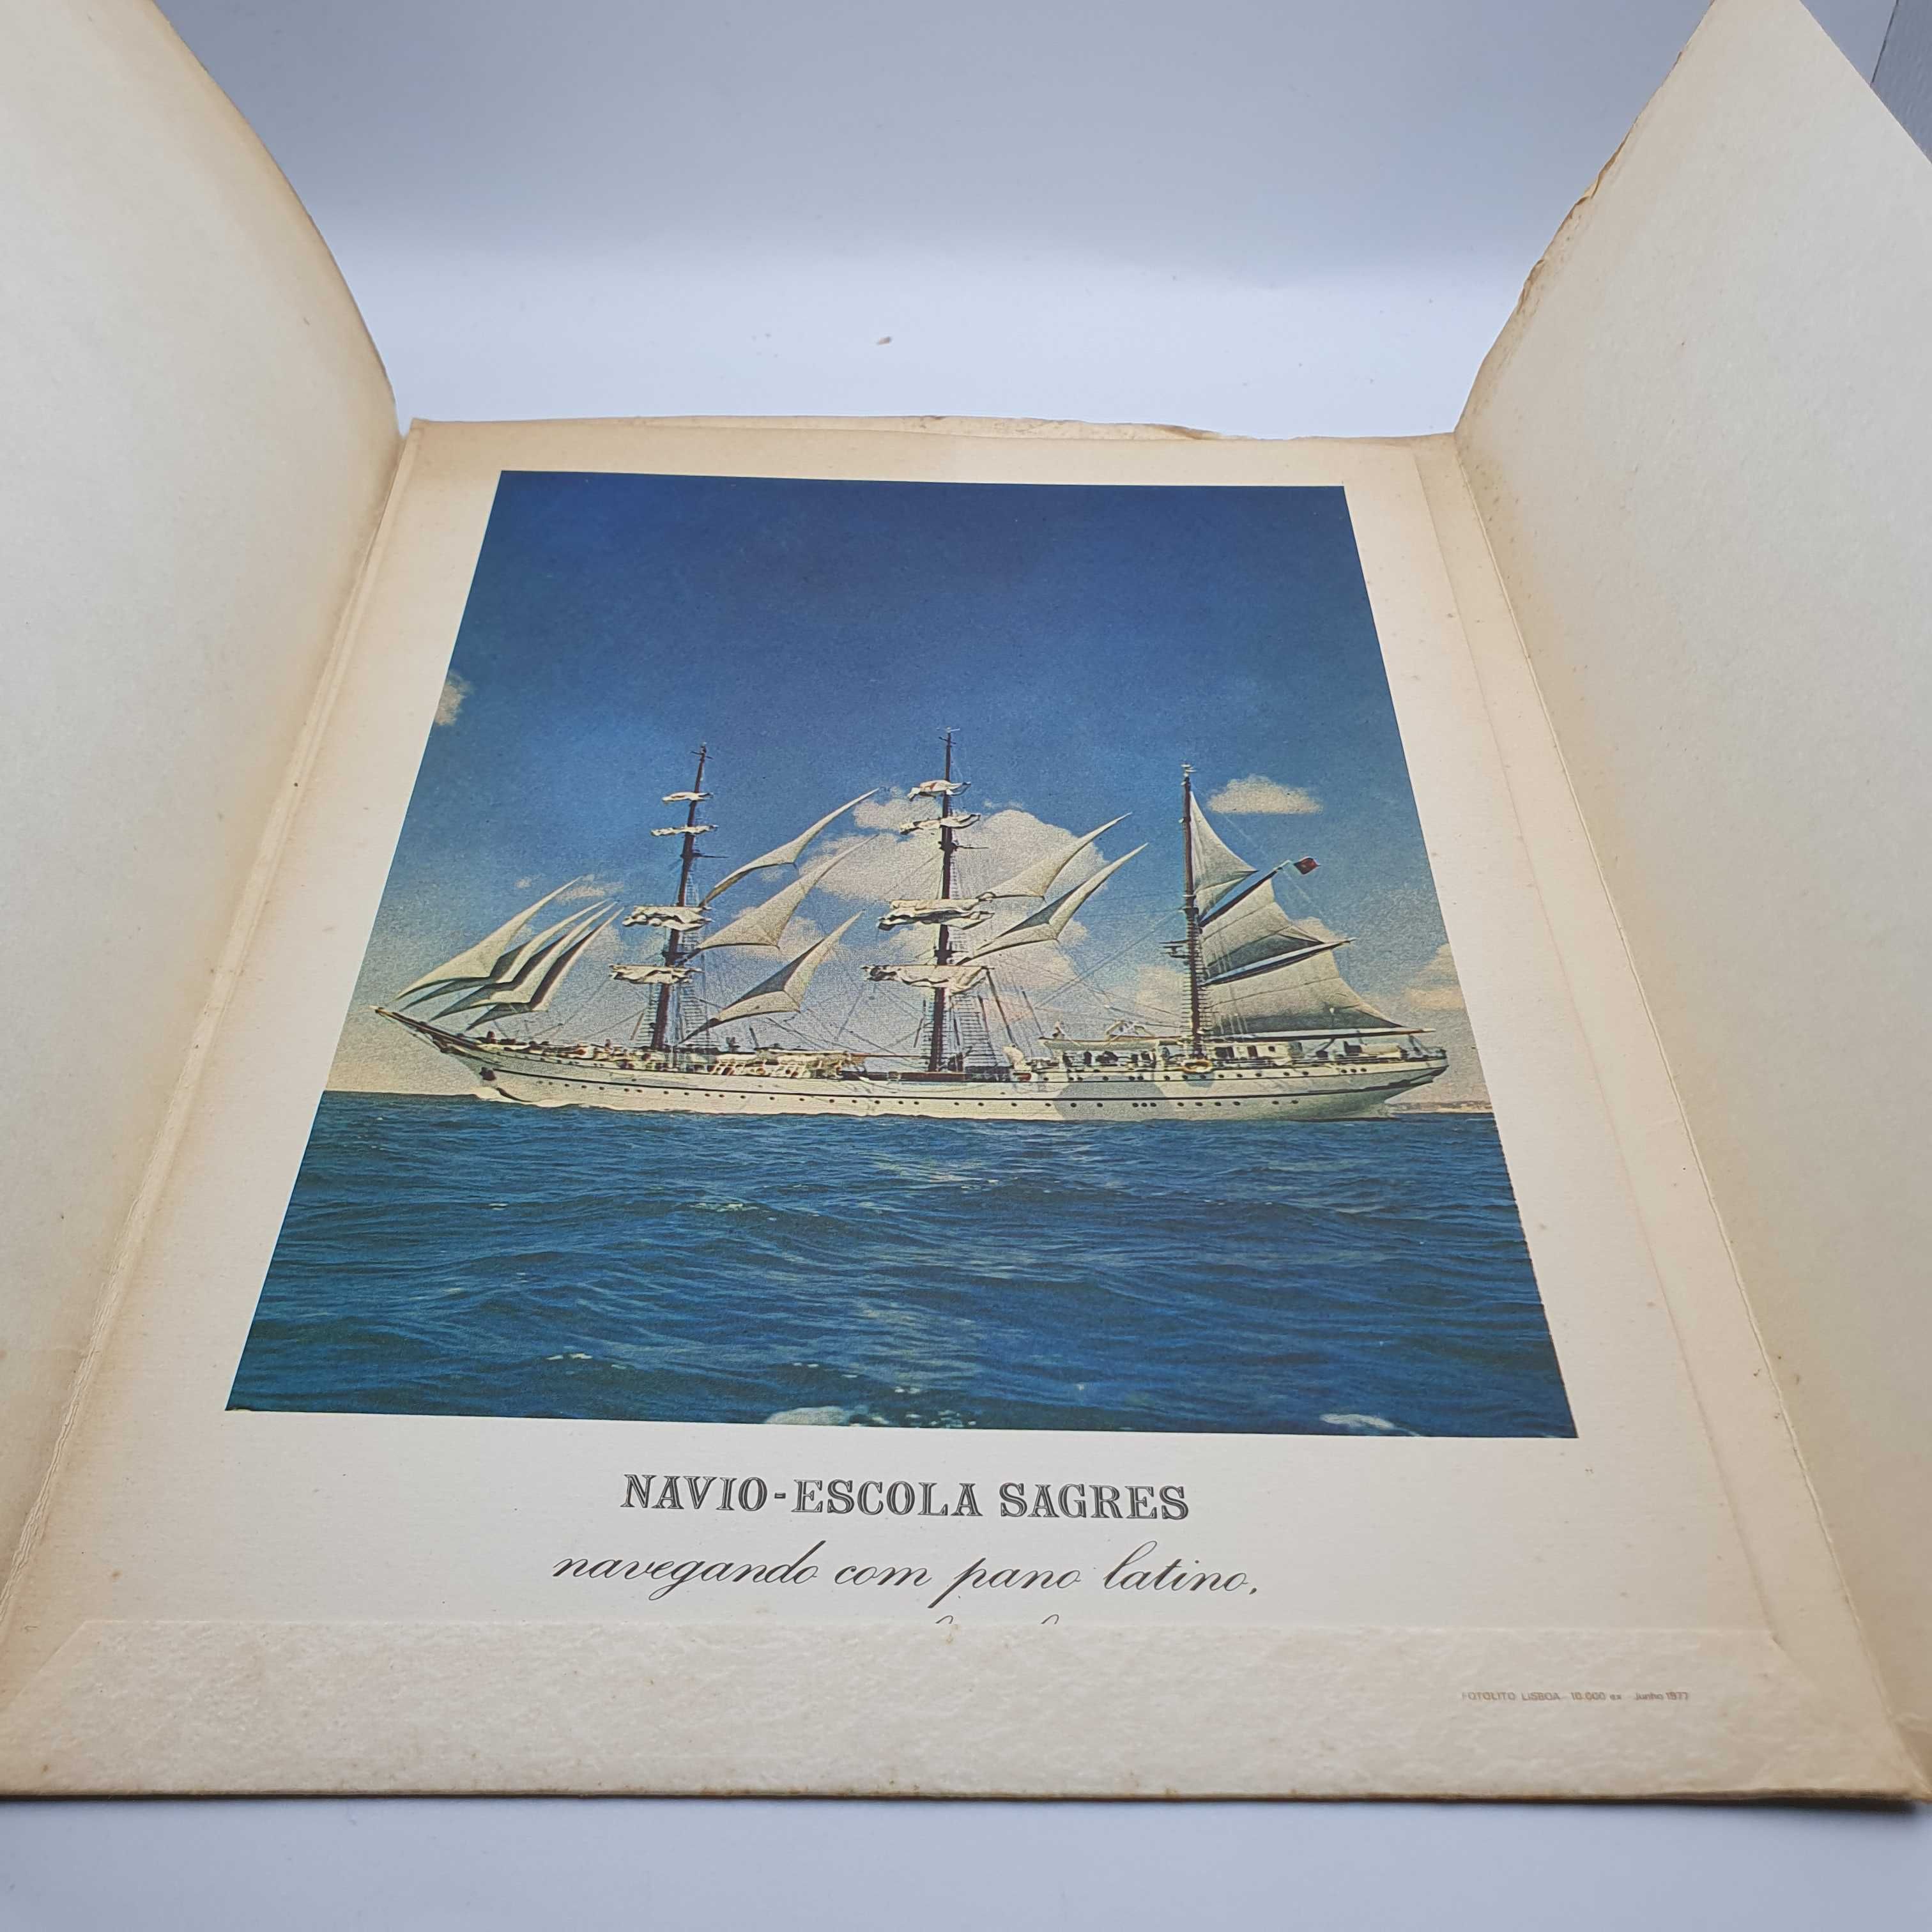 NAVIO-ESCOLA SAGRES
navegando com pano latino,
FOTOLITO LISBOA 10.000 ex Junho 1977